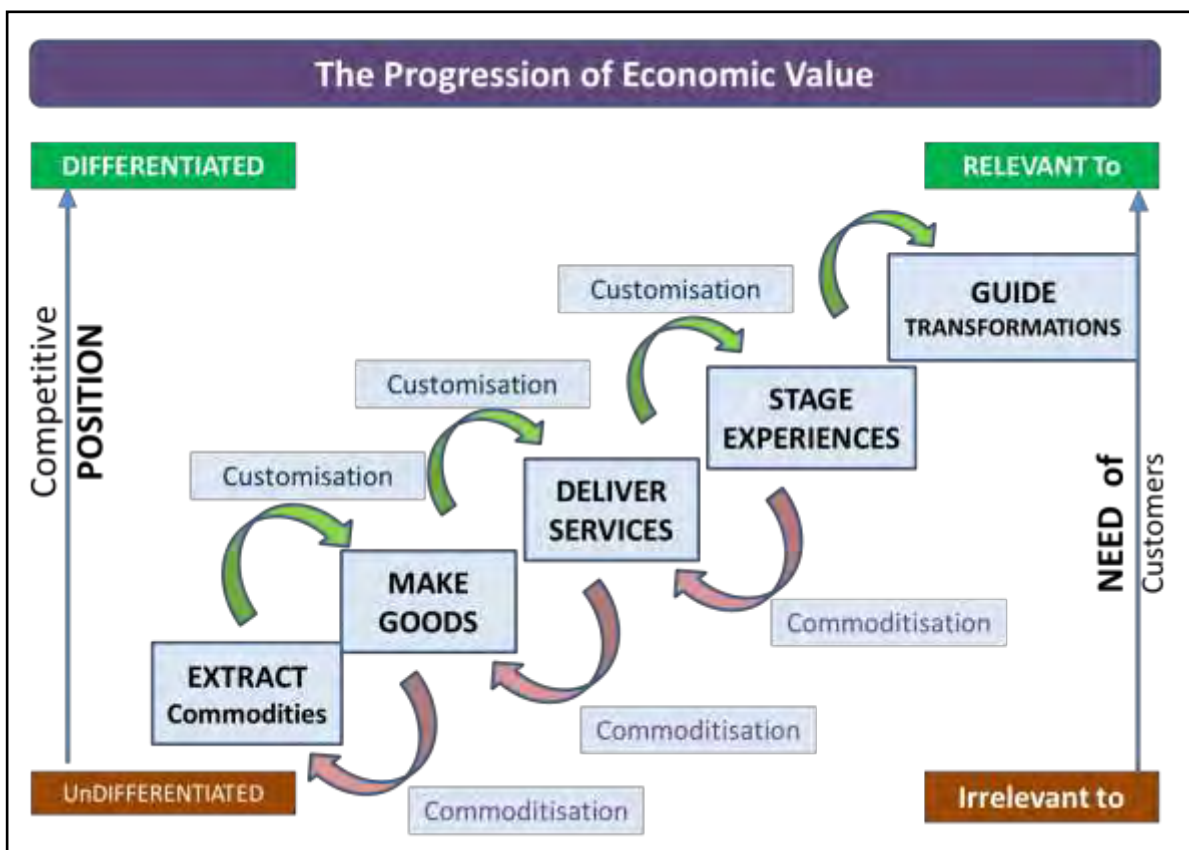 The Progression of Economic Value
DIFFERENTIATED
RELEVANT To
Competitive
POSITION
Customisation
GUIDE
TRANSFORMATIONS
Customisation
STAGE
EXPERIENCES
Customisation
DELIVER
SERVICES
NEED of
Customers
MAKE
GOODS
Commoditisation
EXTRACT
Commodities
Commoditisation
UnDIFFERENTIATED
Commoditisation
Irrelevant to